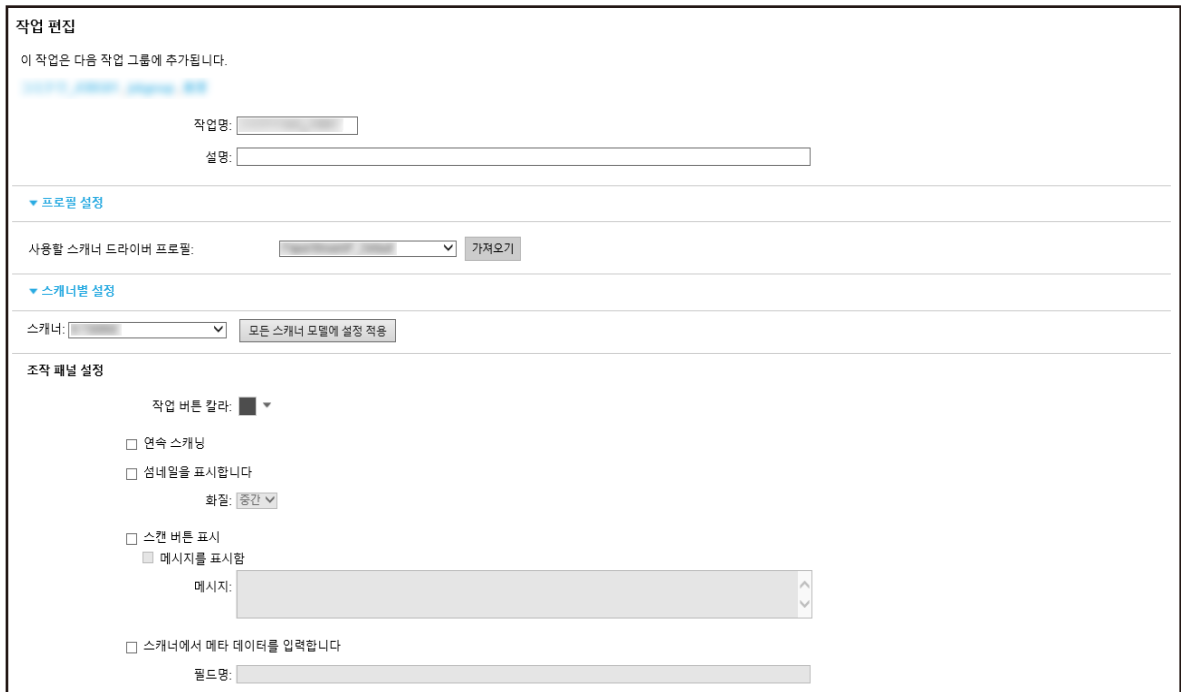 작업 편집
이 작업은 다음 작업 그룹에 추가됩니다.
작업명:
설명:
프로필 설정
사용할 스캐너 드라이버 프로필: 가져오기
스캐너별 설정
스캐너: 모든 스캐너 모델에 설정 적용
조작 패널 설정
작업 버튼 칼라:
연속 스캐닝
섬네일을 표시합니다
화질: 중간
스캔 버튼 표시
메시지를 표시함
메시지:
스캐너에서 메타 데이터를 입력합니다
필드명: